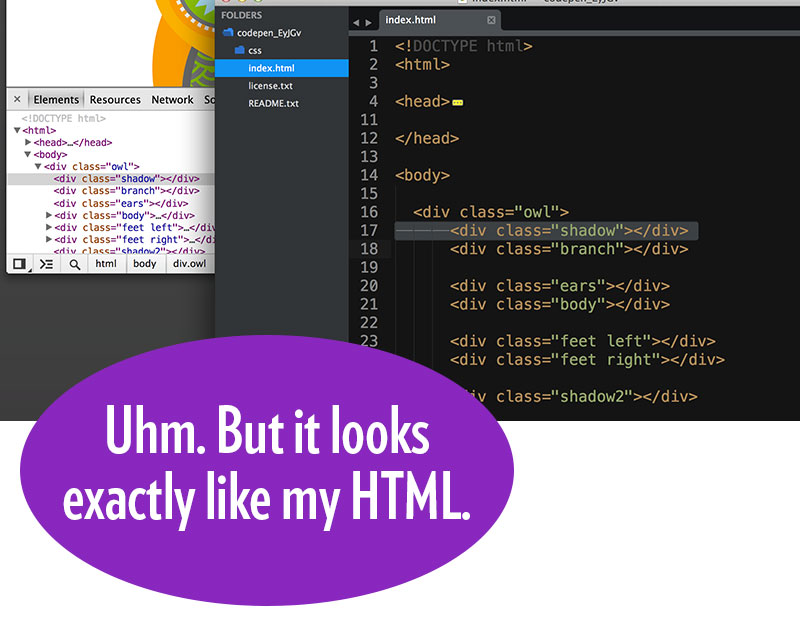 index.html — codepen_EyJGv
FOLDERS
codepen_EyJGv
css
index.html
license.txt
README.txt
index.html
1 <!DOCTYPE html>
2 <html>
3
4 <head>
11
12 </head>
13
14 <body>
15
16 <div class="owl">
17 <div class="shadow"></div>
18 <div class="branch"></div>
19
20 <div class="ears"></div>
21 <div class="body"></div>
22
23 <div class="feet left"></div>
<div class="feet right"></div>
class="shadow2"></div>
Elements Resources Network
<!DOCTYPE html>
<html>
<head>…</head>
<body>
<div class="owl">
<div class="shadow"></div>
<div class="branch"></div>
<div class="ears"></div>
<div class="body">…</div>
<div class="feet left">…</div>
<div class="feet right">…</div>
<div class="shadow2"></div>
html body div.owl
Uhm. But it looks
exactly like my HTML.